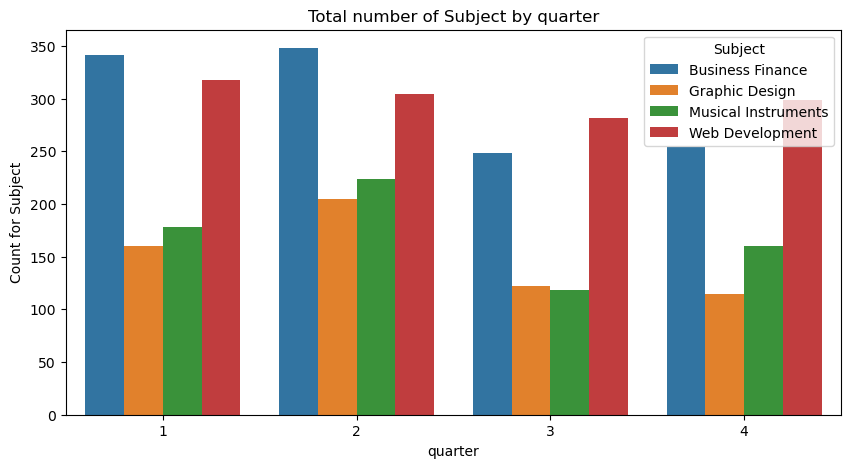 Total number of Subject by quarter
Count for Subject
350
300
250
200
150
100
50
0
Subject
Business Finance
Graphic Design
Musical Instruments
Web Development
1
2
3
4
quarter